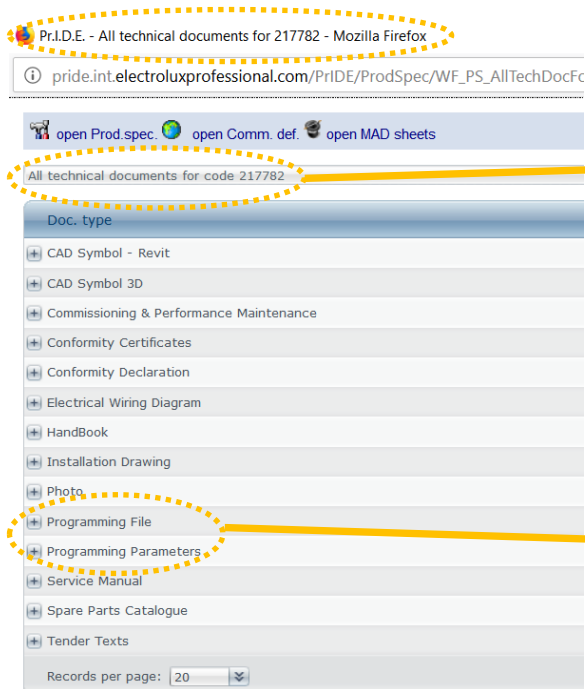 Pr.I.D.E. - All technical documents for 217782 - Mozilla Firefox
pride.int.electroluxprofessional.com/PrIDE/ProdSpec/WF_PS_AllTechDocFo
open Prod.spec. open Comm. def. open MAD sheets
All technical documents for code 217782
Doc. type
CAD Symbol - Revit
CAD Symbol 3D
Commissioning & Performance Maintenance
Conformity Certificates
Conformity Declaration
Electrical Wiring Diagram
HandBook
Installation Drawing
Photo
Programming File
Programming Parameters
Service Manual
Spare Parts Catalogue
Tender Texts
Records per page: 20